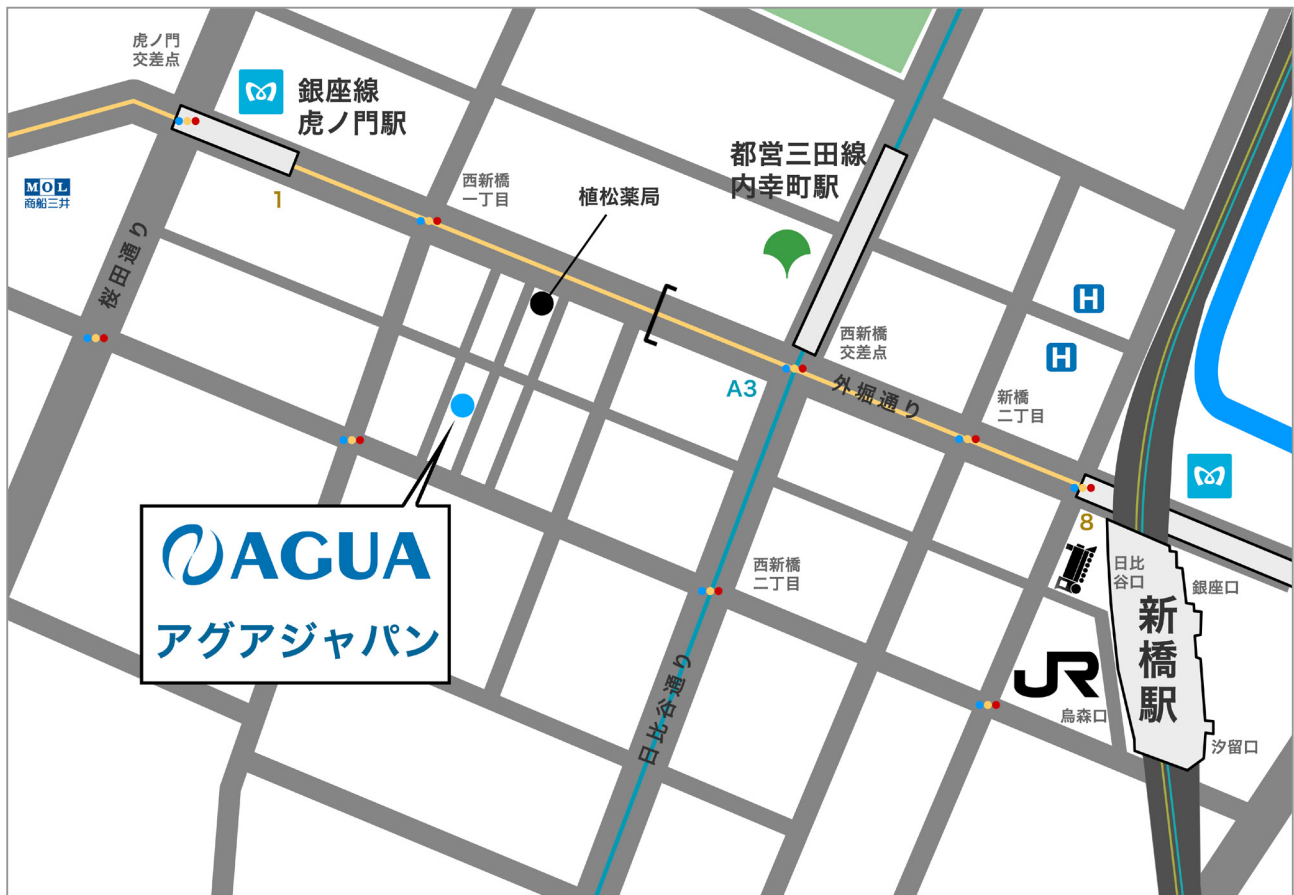 虎ノ門
交差点
銀座線
虎ノ門駅
MOL
商船三井
1
西新橋
一丁目
植松薬局
都営三田線
内幸町駅
桜田通り
H
H
西新橋
交差点
A3
外堀通り
新橋
二丁目
8
日比
谷口
銀座口
新橋駅
西新橋
二丁目
AGUA
アグアジャパン
日比谷通り
JR
烏森口
汐留口